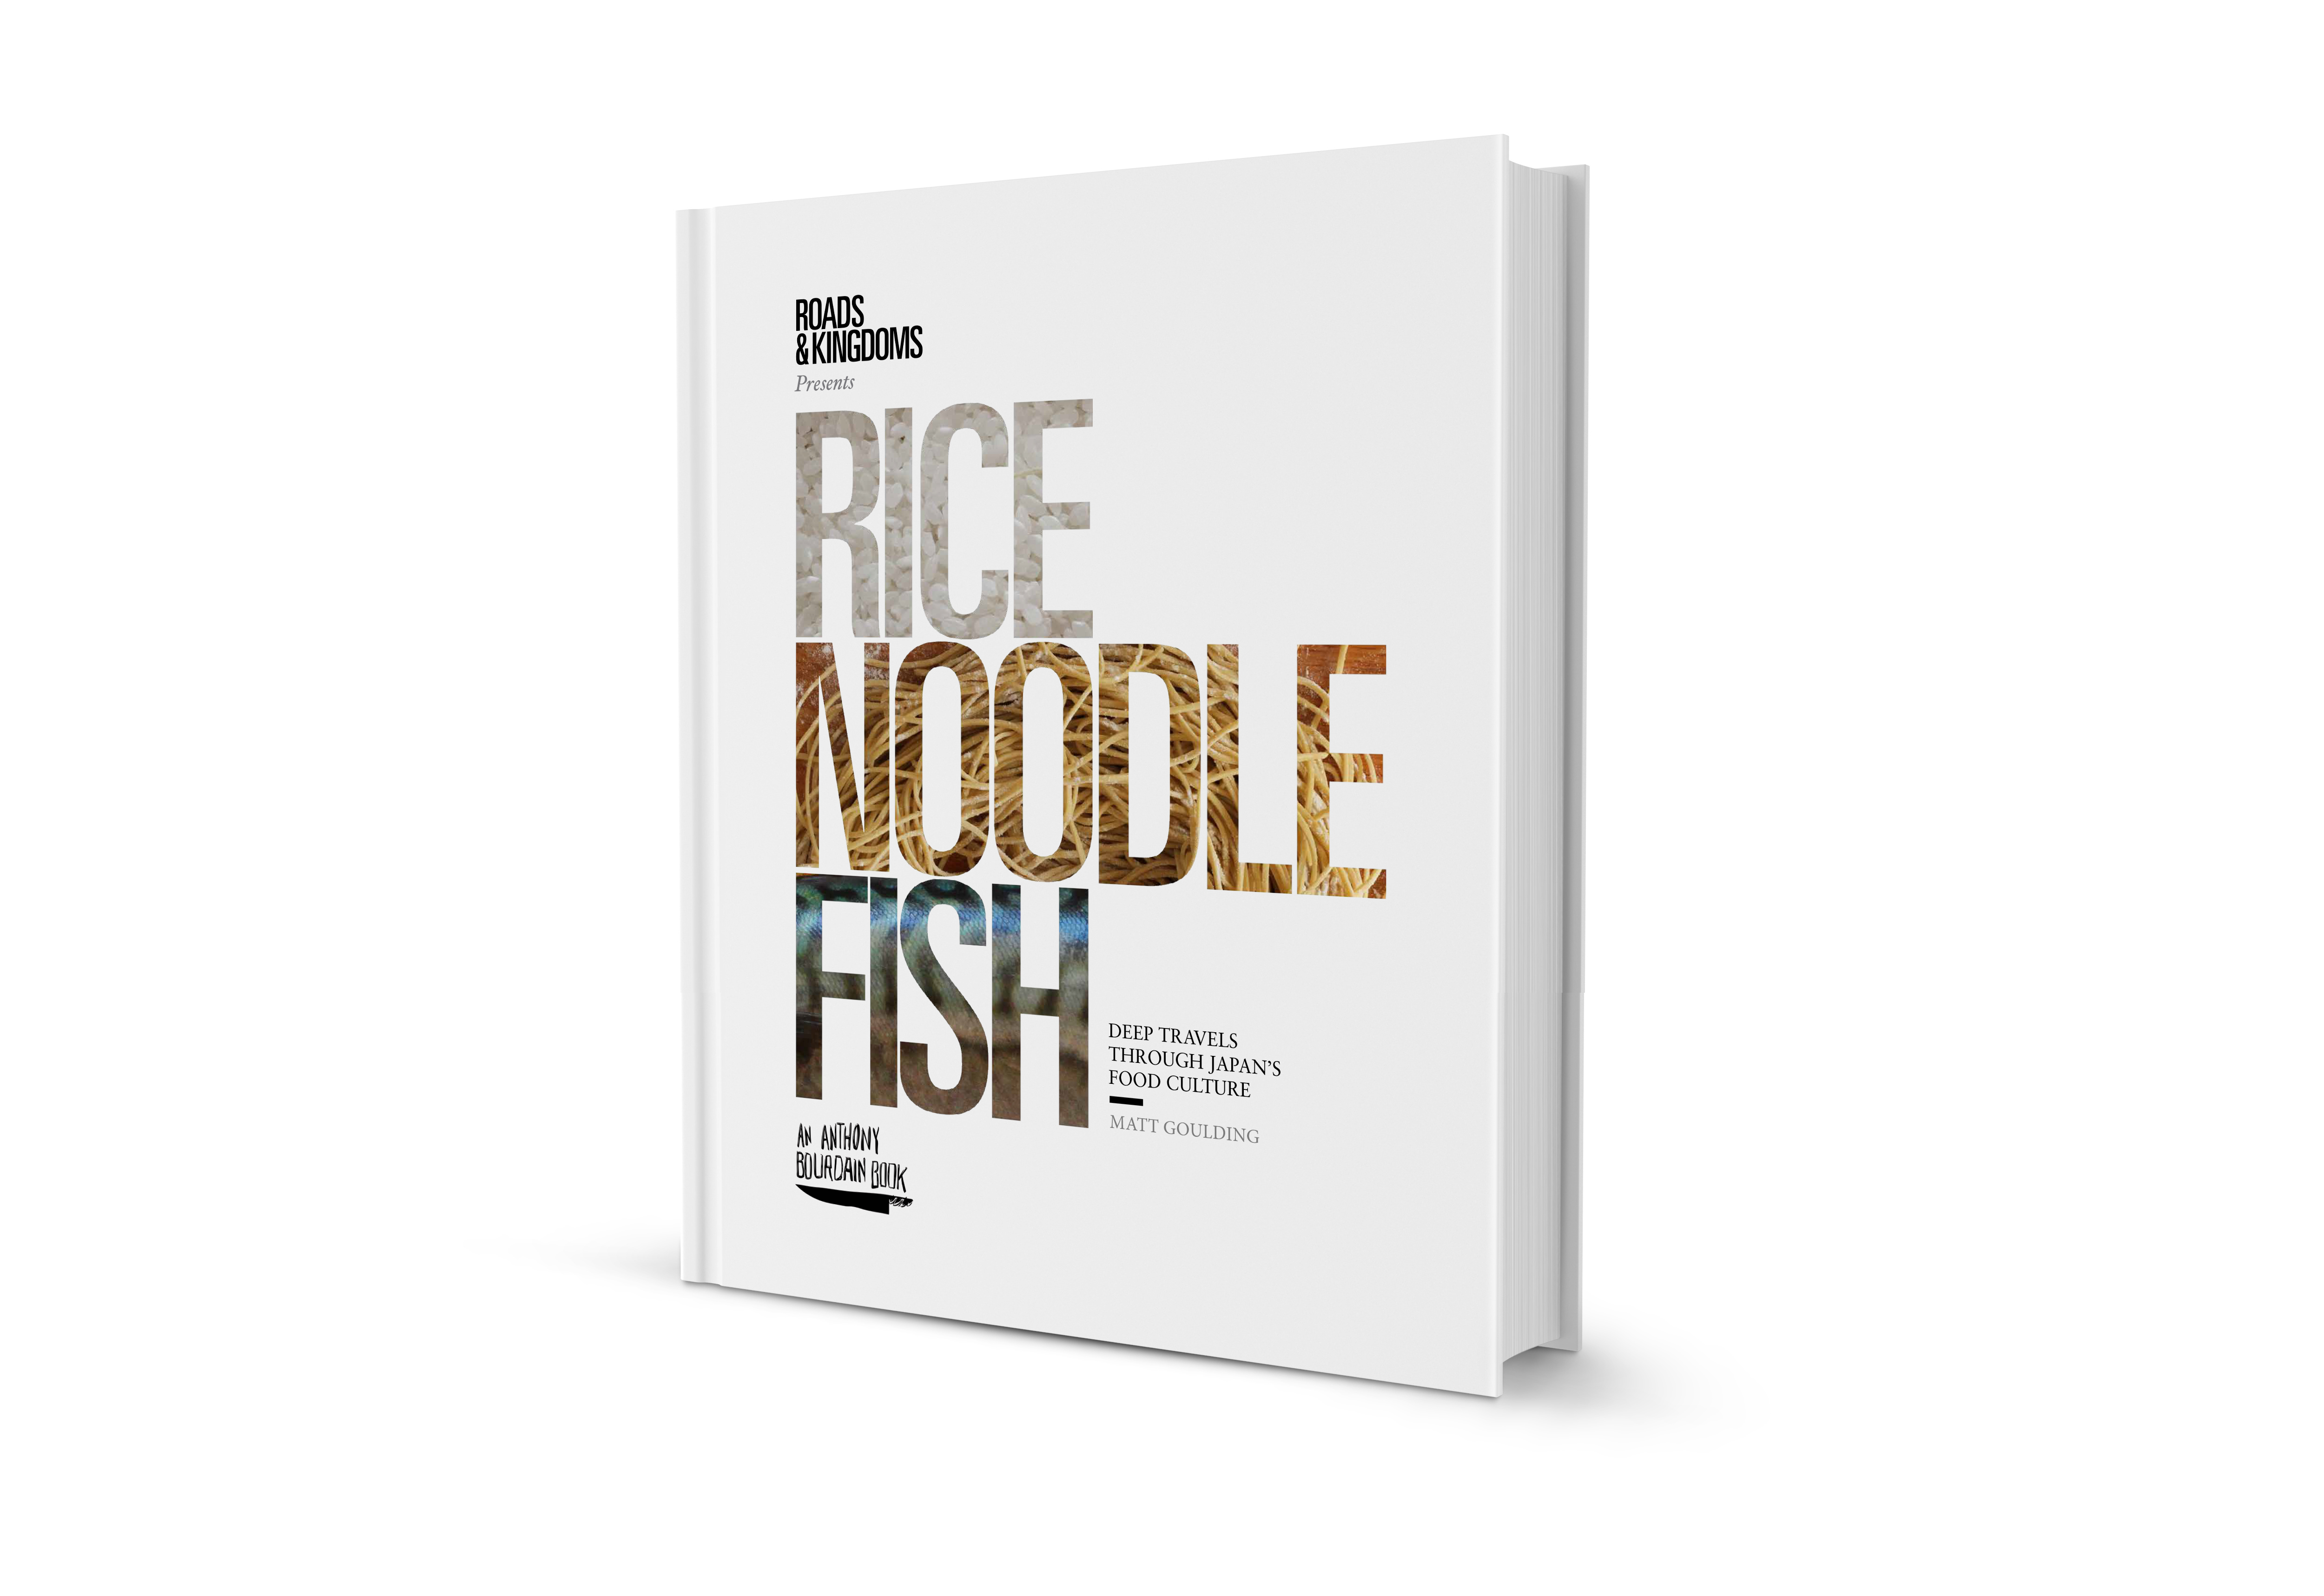 ROADS
& KINGDOMS
Presents
RICE
NOODLE
FISH
DEEP TRAVELS
THROUGH JAPAN'S
FOOD CULTURE
MATT GOULDING
AN ANTHONY
BOURDAIN BOOK